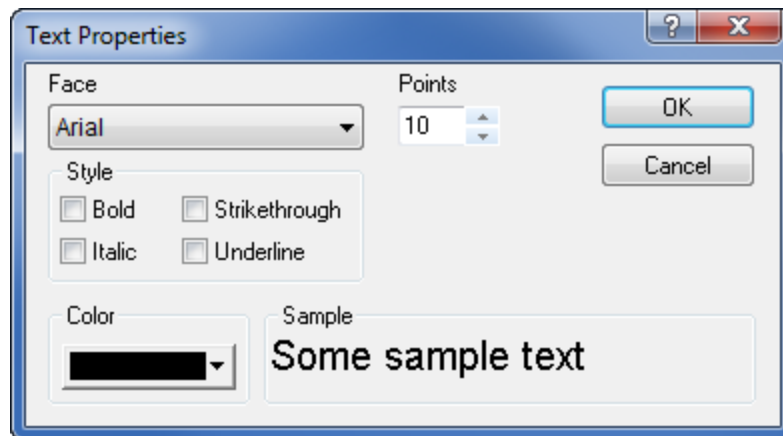 Text Properties
?
X
Face
Points
Arial
10
OK
Cancel
Style
Bold
Strikethrough
Italic
Underline
Color
Sample
Some sample text